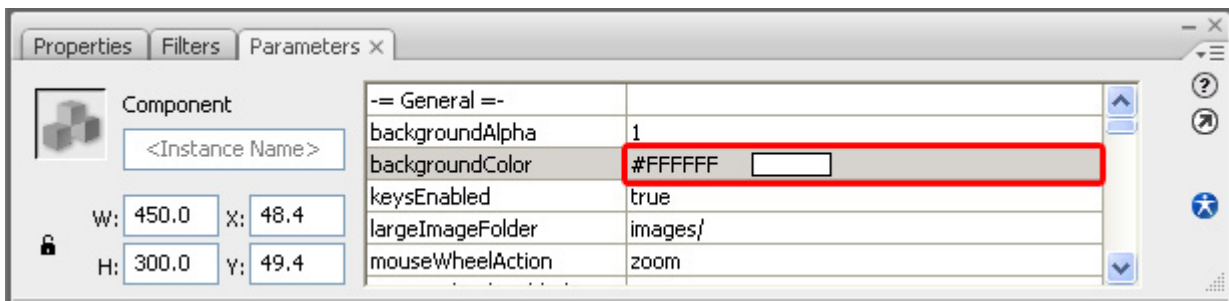 Properties Filters Parameters ×
Component
<Instance Name>
W: 450.0 X: 48.4
H: 300.0 Y: 49.4
-= General =-
backgroundAlpha 1
backgroundColor #FFFFFF
keysEnabled true
largeImageFolder images/
mouseWheelAction zoom